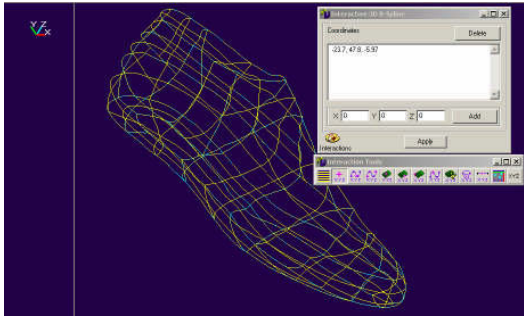 Y Z
X
Interaction 3D B-Spline
Coordinates
Delete
-23.7, 47.8, -5.97
X 0 Y 0 Z 0 Add
Interactions
Apply
Interaction Tools
XYZ